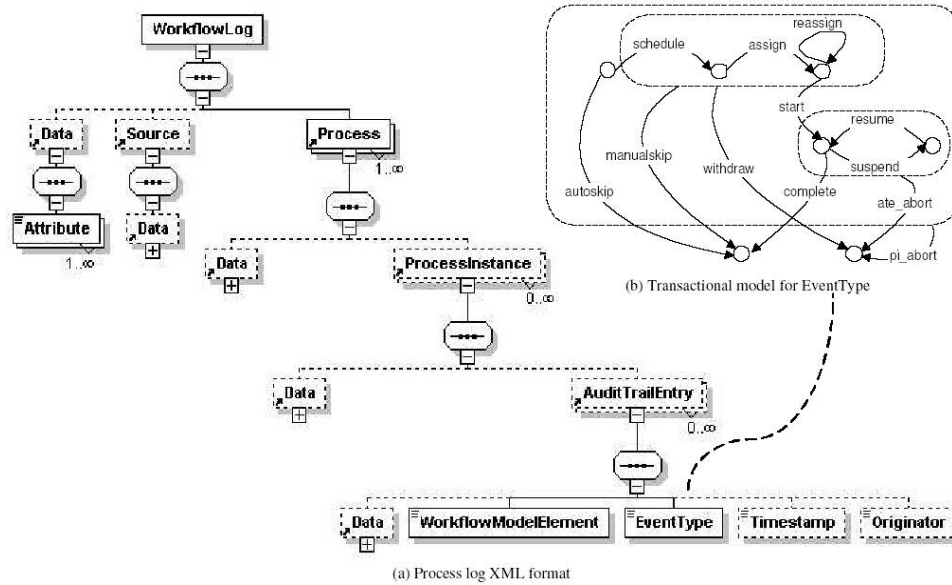 WorkflowLog
Data
Source
Process
1..∞
Attribute
1..∞
Data
Data
ProcessInstance
0..∞
Data
AuditTrailEntry
0..∞
Data
WorkflowModelElement
EventType
Timestamp
Originator
(a) Process log XML format
reassign
schedule
assign
start
resume
suspend
manualskip
withdraw
complete
autoskip
ate_abort
pi_abort
(b) Transactional model for EventType